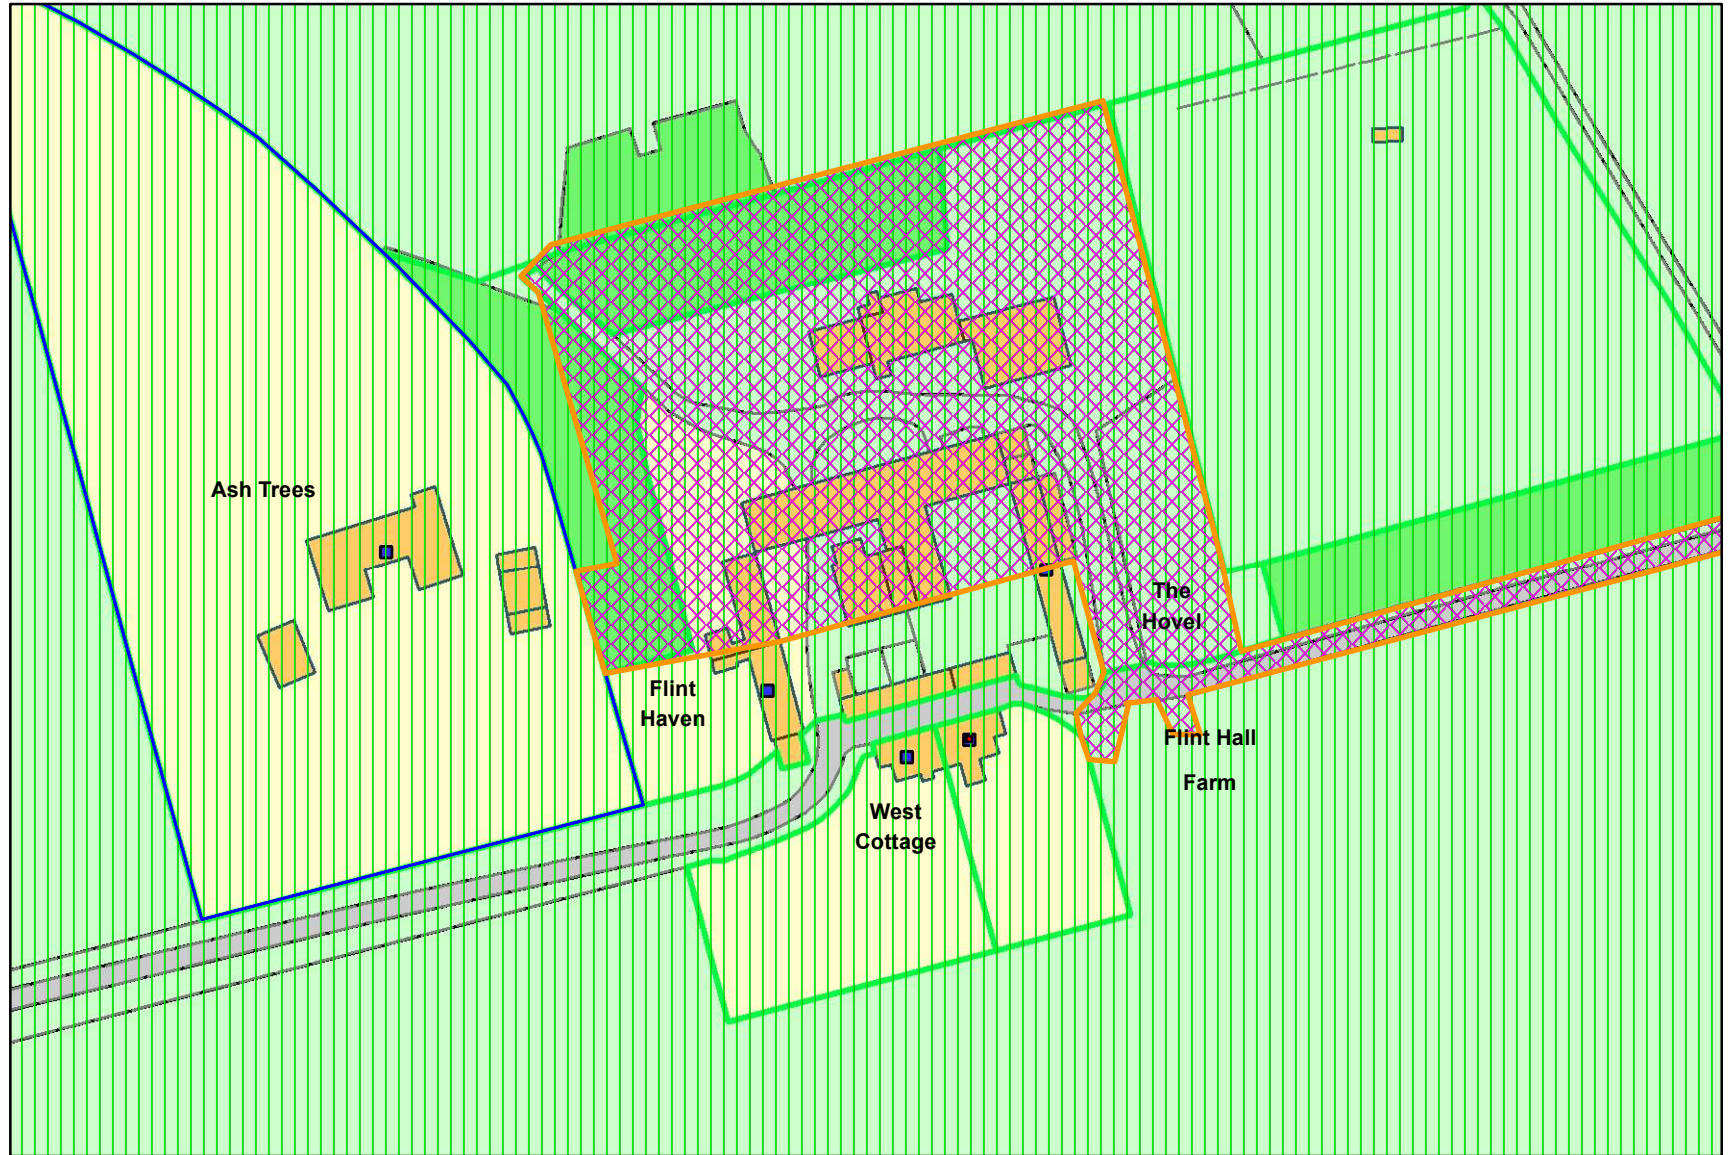 Ash Trees
The
Hovel
Flint
Haven
Flint Hall
Farm
West
Cottage